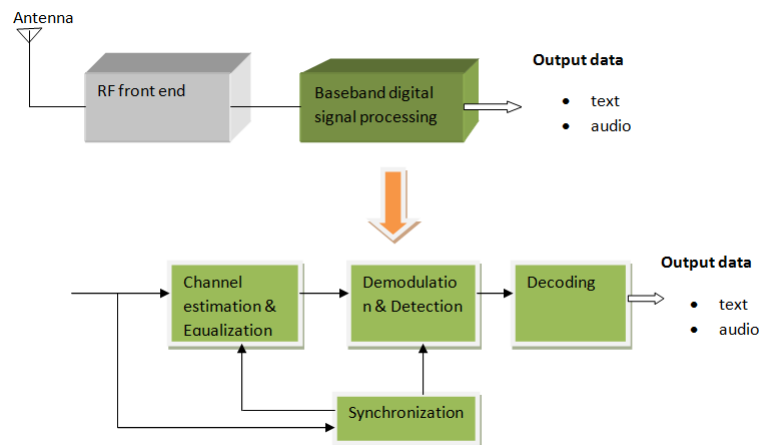 Antenna
RF front end
Baseband digital
signal processing
Output data
• text
• audio
Channel
estimation &
Equalization
Demodulatio
n & Detection
Decoding
Output data
• text
• audio
Synchronization